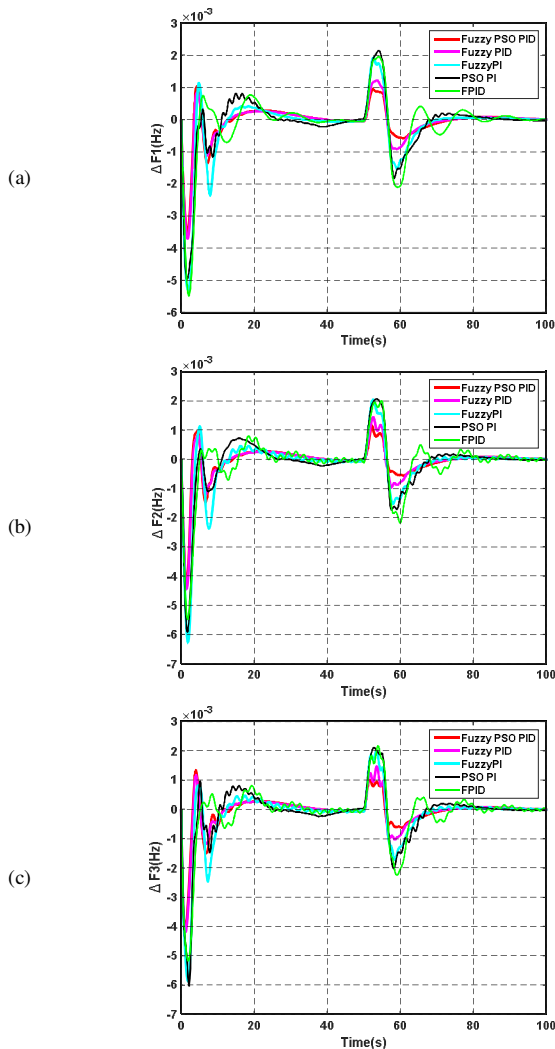 (a)
×10⁻³
3
2
1
0
-1
-2
-3
-4
-5
-6
Δ F1(Hz)
Fuzzy PSO PID
Fuzzy PID
FuzzyPI
PSO PI
FPID
0 20 40 60 80 100
Time(s)
(b)
×10⁻³
3
2
1
0
-1
-2
-3
-4
-5
-6
-7
Δ F2(Hz)
Fuzzy PSO PID
Fuzzy PID
FuzzyPI
PSO PI
FPID
0 20 40 60 80 100
Time(s)
(c)
×10⁻³
3
2
1
0
-1
-2
-3
-4
-5
-6
-7
Δ F3(Hz)
Fuzzy PSO PID
Fuzzy PID
FuzzyPI
PSO PI
FPID
0 20 40 60 80 100
Time(s)